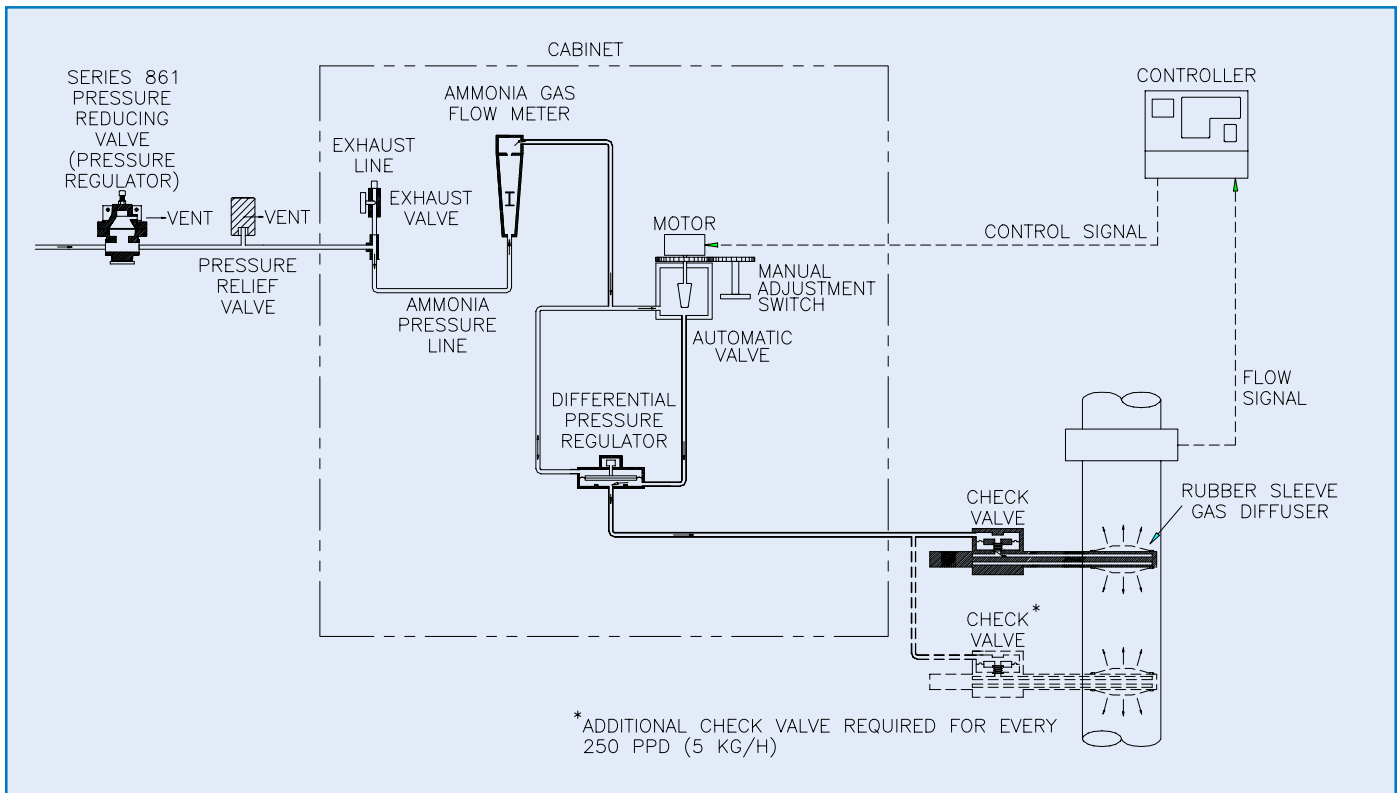 CABINET
SERIES 861
PRESSURE
REDUCING
VALVE
(PRESSURE
REGULATOR)
VENT
VENT
PRESSURE
RELIEF
VALVE
EXHAUST
LINE
EXHAUST
VALVE
AMMONIA GAS
FLOW METER
AMMONIA
PRESSURE
LINE
MOTOR
MANUAL
ADJUSTMENT
SWITCH
AUTOMATIC
VALVE
DIFFERENTIAL
PRESSURE
REGULATOR
CONTROLLER
CONTROL SIGNAL
FLOW
SIGNAL
CHECK
VALVE
RUBBER SLEEVE
GAS DIFFUSER
CHECK*
VALVE
*ADDITIONAL CHECK VALVE REQUIRED FOR EVERY
250 PPD (5 KG/H)